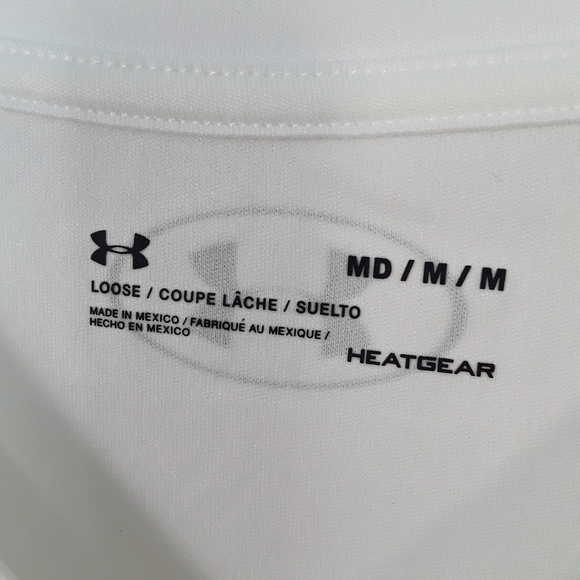 MD / M / M
LOOSE / COUPE LÂCHE / SUELTO
MADE IN MEXICO / FABRIQUÉ AU MEXIQUE /
HECHO EN MEXICO
HEATGEAR